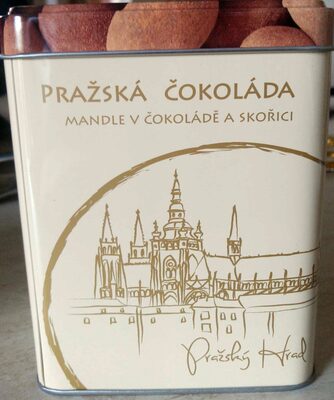 PRAŽSKÁ ČOKOLÁDA
MANDLE V ČOKOLÁDĚ A SKOŘICI
Pražský Hrad